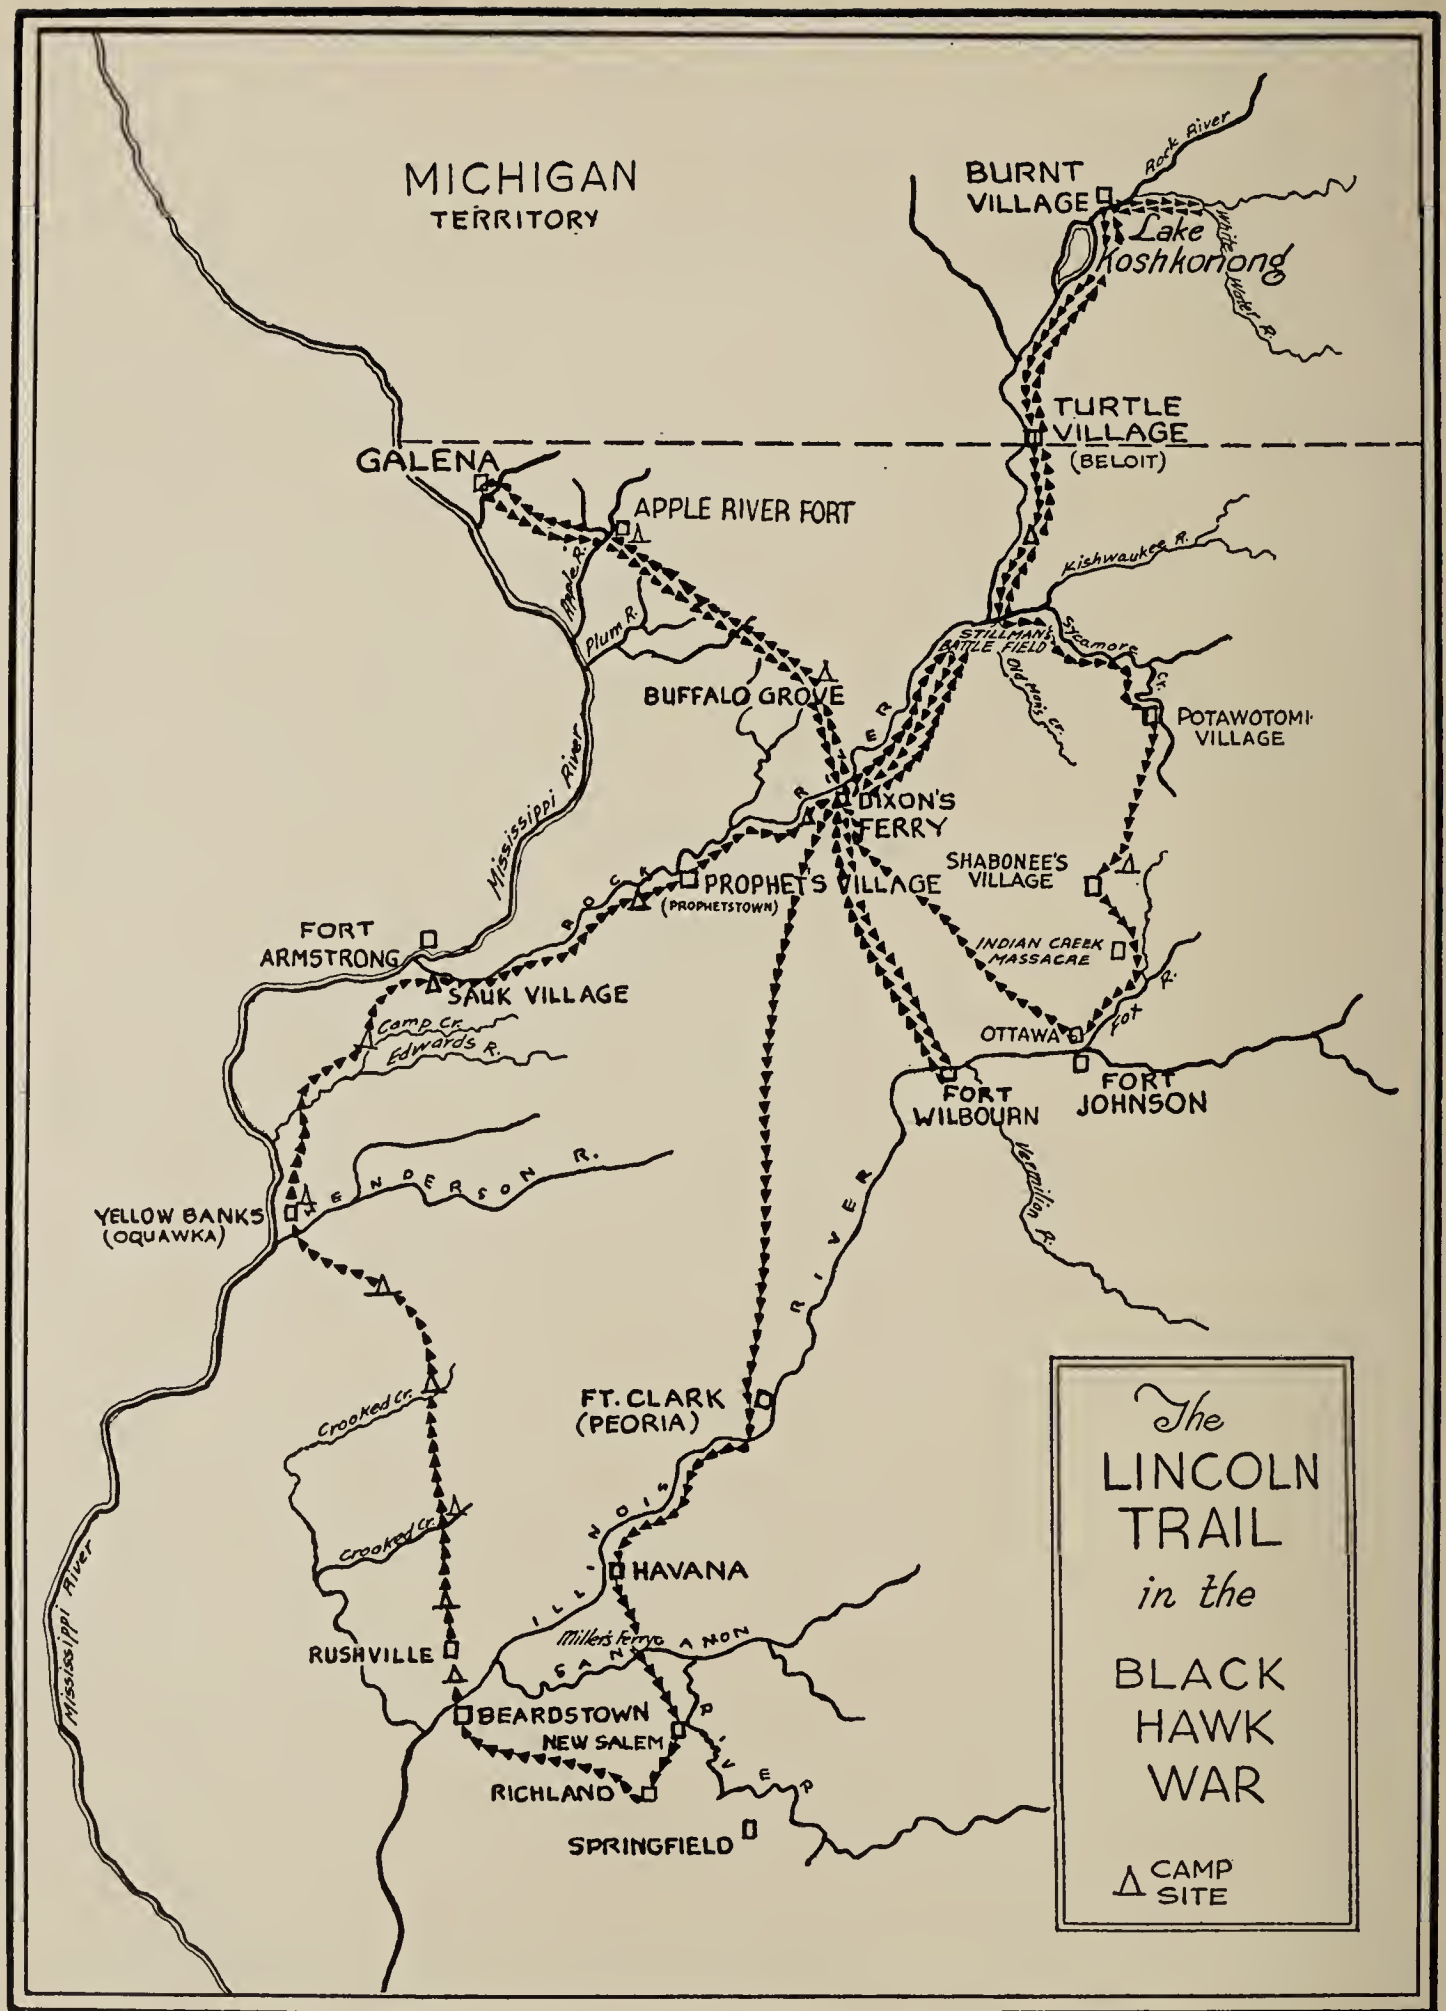 MICHIGAN
TERRITORY
BURNT
VILLAGE
Rock River
Lake
Koshkonong
White
Water R.
TURTLE
VILLAGE
(BELOIT)
GALENA
APPLE RIVER FORT
Apple R.
Plum R.
Kishwaukee R.
STILLMAN'S
BATTLE FIELD
Sycamore
Cr.
Old Man's Cr.
BUFFALO GROVE
POTAWOTOMI
VILLAGE
Mississippi River
ROCK RIVER
DIXON'S
FERRY
SHABONEE'S
VILLAGE
PROPHET'S VILLAGE
(PROPHETSTOWN)
FORT
ARMSTRONG
INDIAN CREEK
MASSACRE
SAUK VILLAGE
Camp Cr.
Edwards R.
OTTAWA
Fox R.
FORT
JOHNSON
FORT
WILBOURN
Vermilion R.
HENDERSON R.
YELLOW BANKS
(OQUAWKA)
ILLINOIS RIVER
Crooked Cr.
FT. CLARK
(PEORIA)
Crooked Cr.
HAVANA
Miller's Ferry
SANGAMON RIVER
RUSHVILLE
BEARDSTOWN
NEW SALEM
RICHLAND
SPRINGFIELD
Mississippi River
The
LINCOLN
TRAIL
in the
BLACK
HAWK
WAR
CAMP
SITE